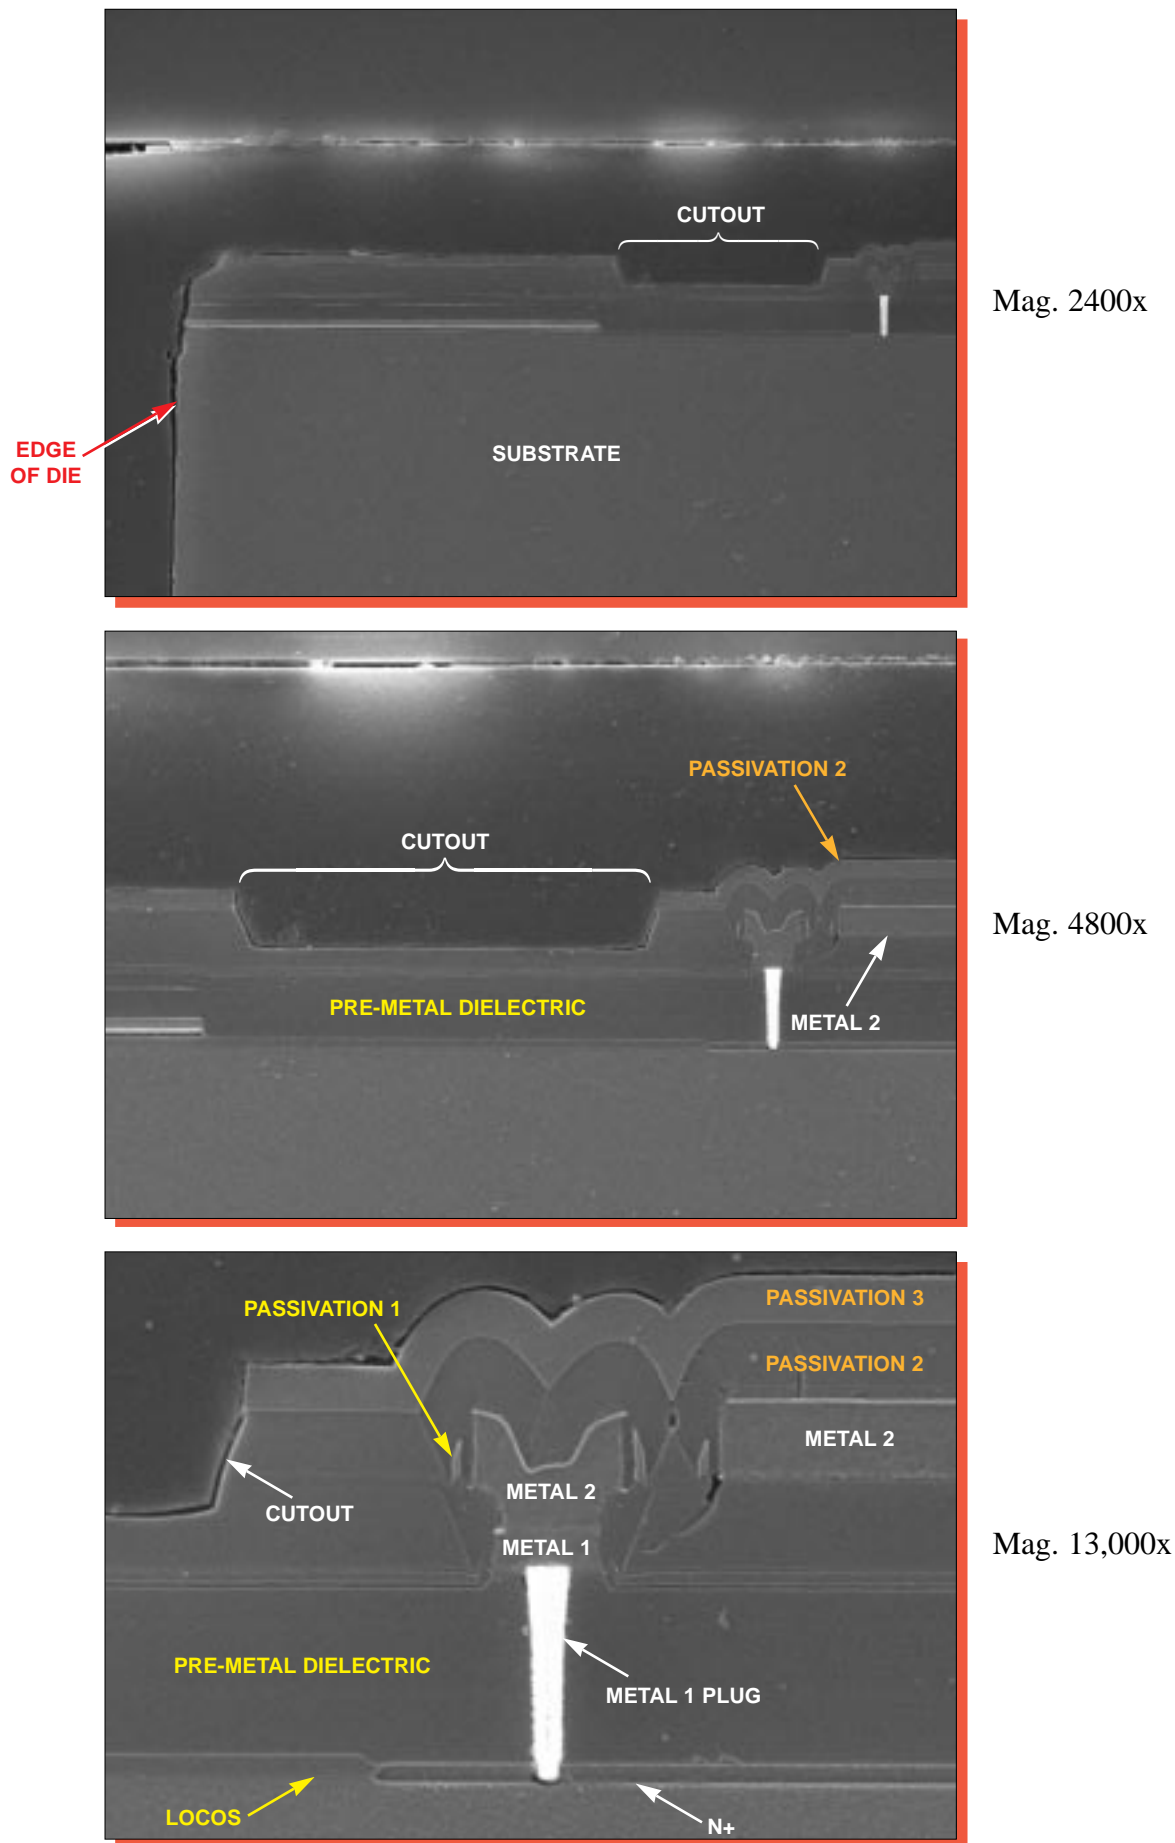 CUTOUT
Mag. 2400x
EDGE
OF DIE
SUBSTRATE
PASSIVATION 2
CUTOUT
Mag. 4800x
PRE-METAL DIELECTRIC
METAL 2
PASSIVATION 3
PASSIVATION 1
PASSIVATION 2
METAL 2
METAL 2
CUTOUT
METAL 1
Mag. 13,000x
PRE-METAL DIELECTRIC
METAL 1 PLUG
LOCOS
N+